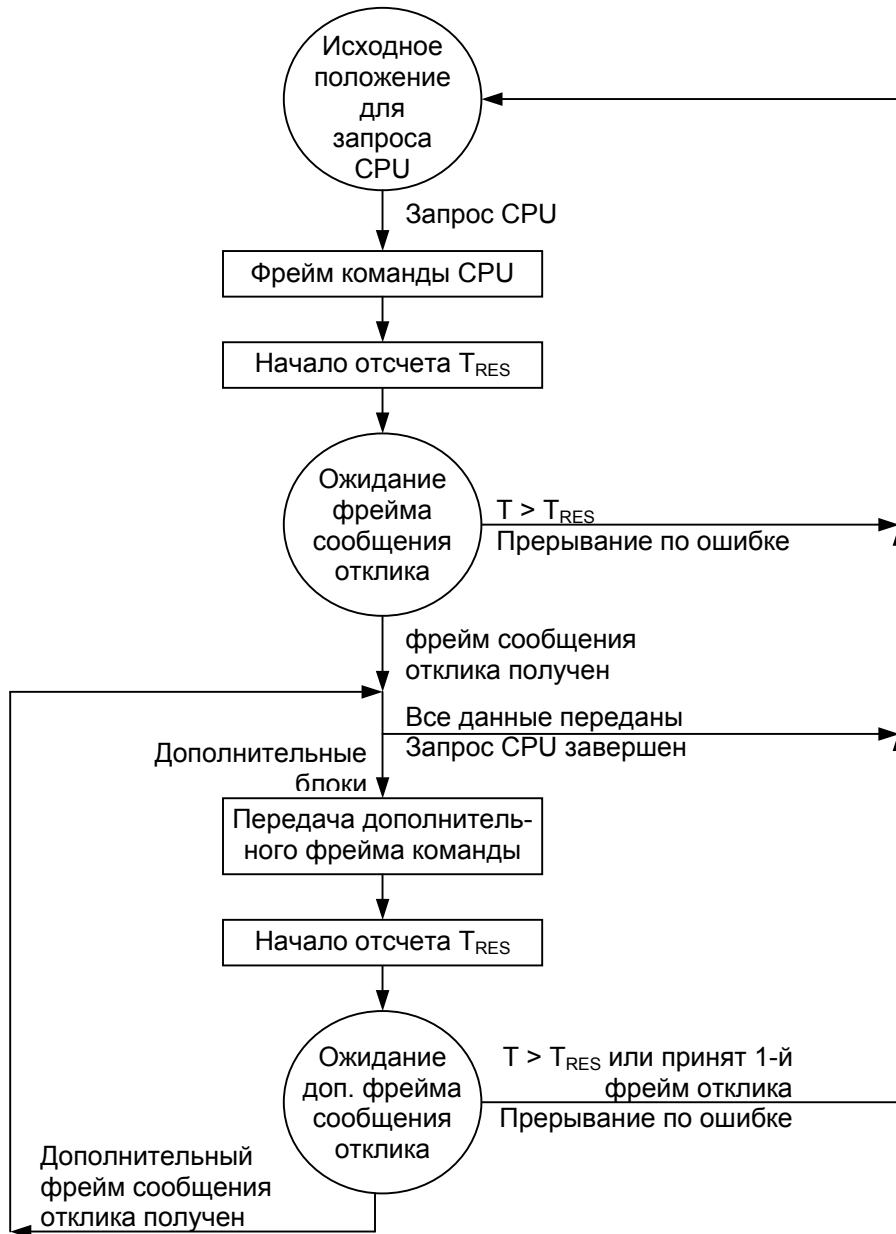 Исходное
положение
для
запроса
CPU
Запрос CPU
Фрейм команды CPU
Начало отсчета TRES
Ожидание
фрейма
сообщения
отклика
T > TRES
Прерывание по ошибке
фрейм сообщения
отклика получен
Все данные переданы
Запрос CPU завершен
Дополнительные
блоки
Передача дополнитель-
ного фрейма команды
Начало отсчета TRES
Ожидание
доп. фрейма
сообщения
отклика
T > TRES или принят 1-й
фрейм отклика
Прерывание по ошибке
Дополнительный
фрейм сообщения
отклика получен